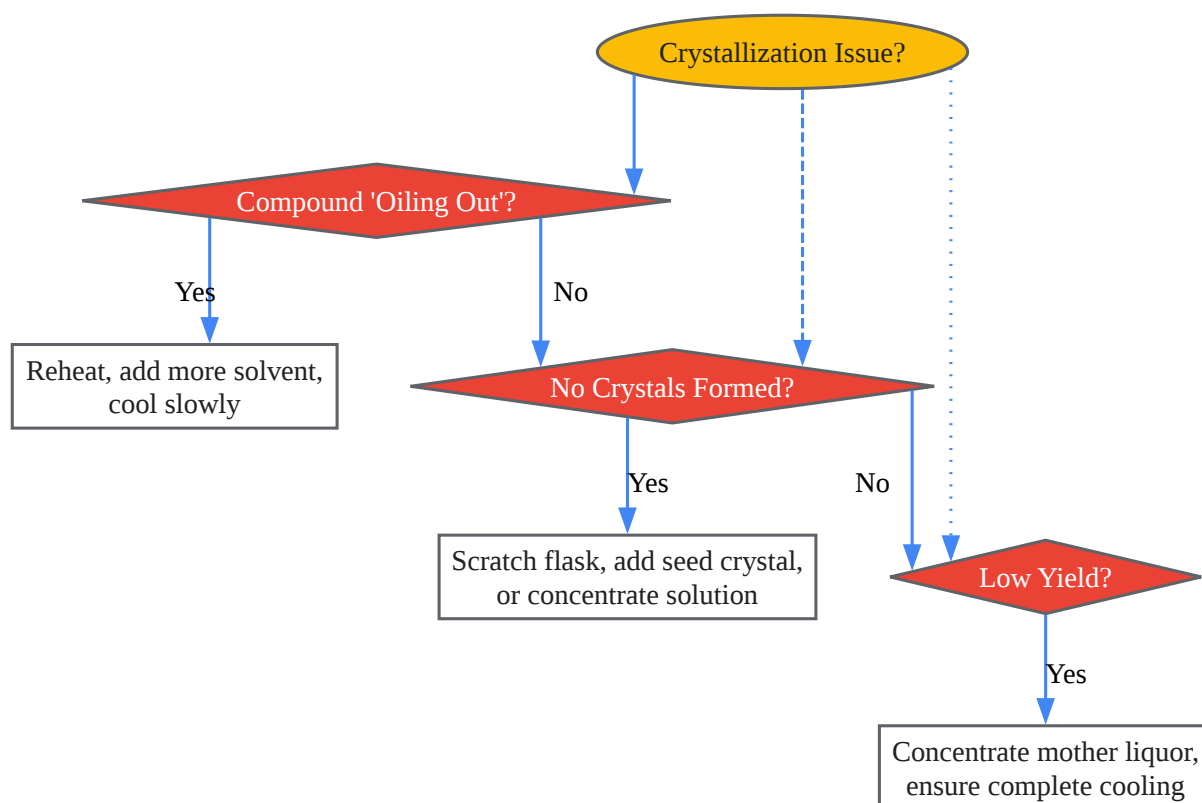 Crystallization Issue?
Compound 'Oiling Out'?
Yes
No
Reheat, add more solvent,
cool slowly
No Crystals Formed?
Yes
No
Scratch flask, add seed crystal,
or concentrate solution
Low Yield?
Yes
Concentrate mother liquor,
ensure complete cooling